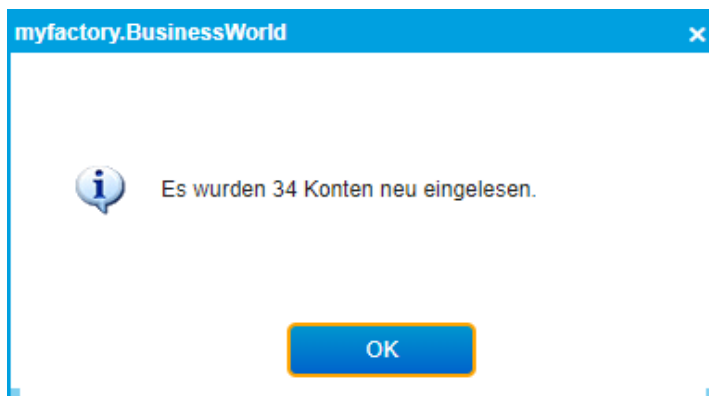 myfactory.BusinessWorld
Es wurden 34 Konten neu eingelesen.
OK